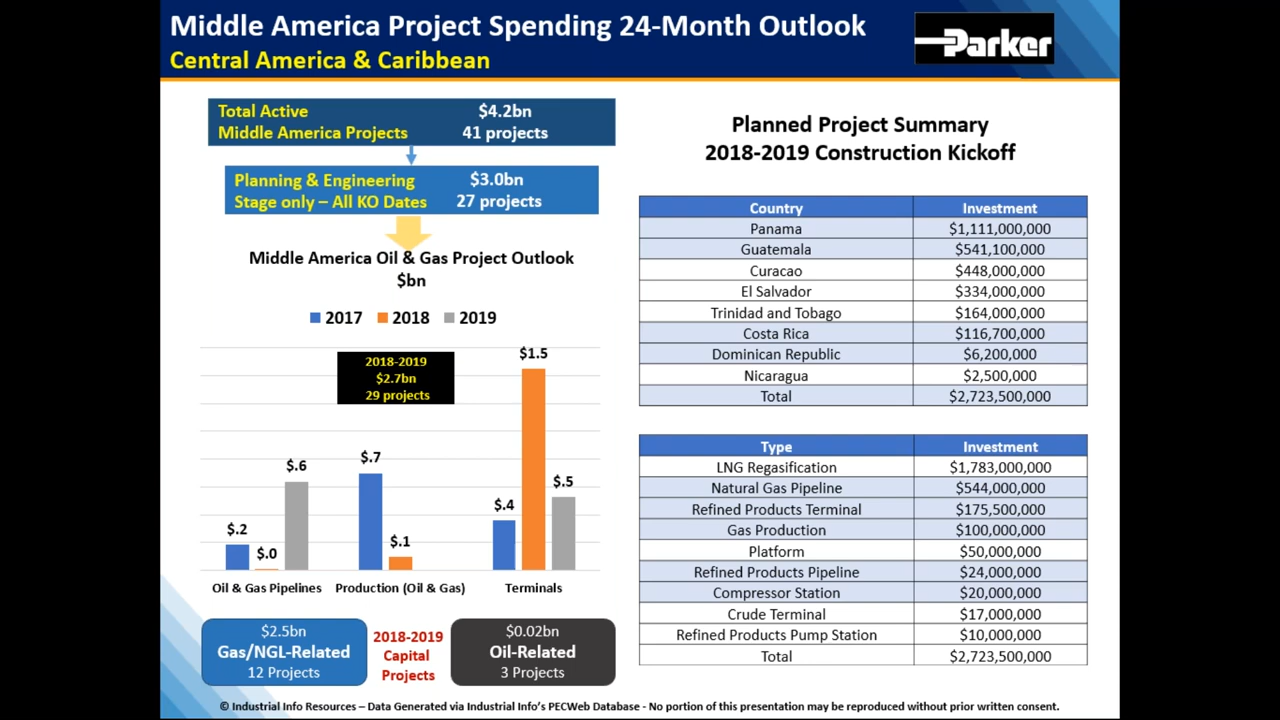 Middle America Project Spending 24-Month Outlook
Central America & Caribbean
Parker
Total Active $4.2bn
Middle America Projects 41 projects
Planning & Engineering $3.0bn
Stage only – All KO Dates 27 projects
Middle America Oil & Gas Project Outlook
$bn
2017 2018 2019
2018-2019
$2.7bn
29 projects
$.2 $.0 $.6
$.7 $.1
$.4 $1.5 $.5
Oil & Gas Pipelines Production (Oil & Gas) Terminals
$2.5bn
Gas/NGL-Related
12 Projects
2018-2019
Capital
Projects
$0.02bn
Oil-Related
3 Projects
Planned Project Summary
2018-2019 Construction Kickoff
Country Investment
Panama $1,111,000,000
Guatemala $541,100,000
Curacao $448,000,000
El Salvador $334,000,000
Trinidad and Tobago $164,000,000
Costa Rica $116,700,000
Dominican Republic $6,200,000
Nicaragua $2,500,000
Total $2,723,500,000
Type Investment
LNG Regasification $1,783,000,000
Natural Gas Pipeline $544,000,000
Refined Products Terminal $175,500,000
Gas Production $100,000,000
Platform $50,000,000
Refined Products Pipeline $24,000,000
Compressor Station $20,000,000
Crude Terminal $17,000,000
Refined Products Pump Station $10,000,000
Total $2,723,500,000
© Industrial Info Resources – Data Generated via Industrial Info's PECWeb Database - No portion of this presentation may be reproduced without prior written consent.